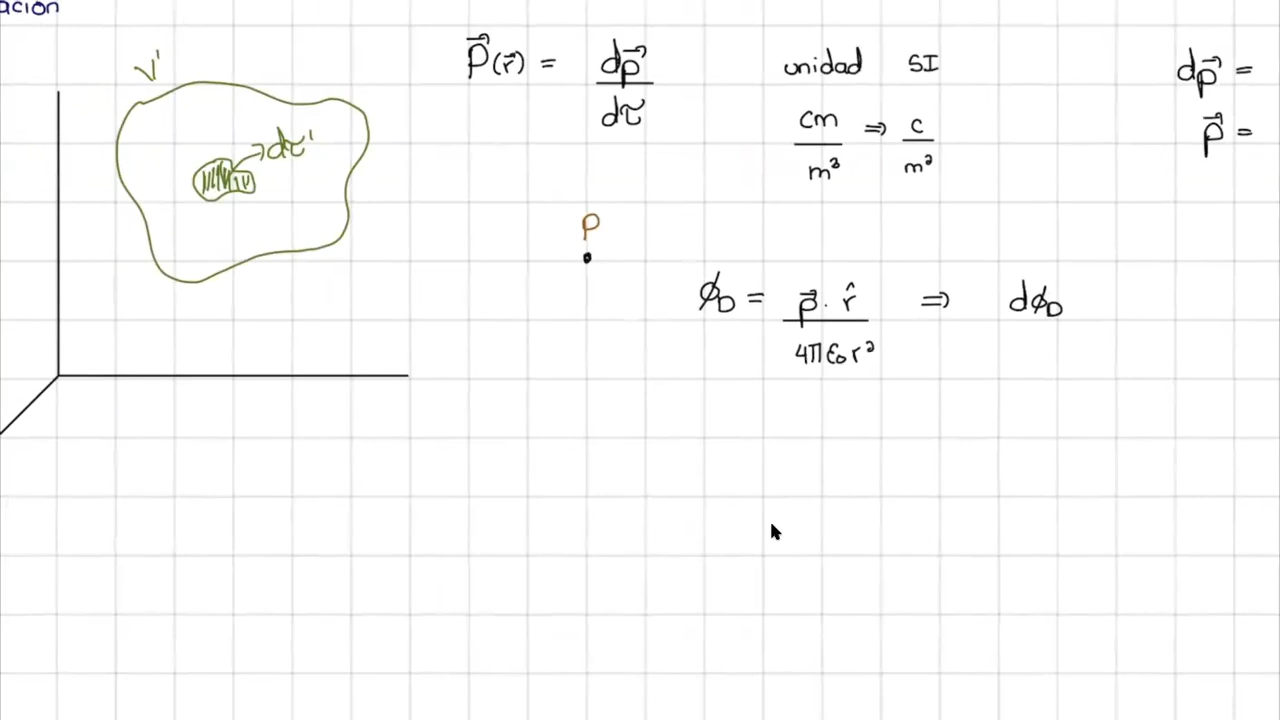 ación
V'
dτ'
P⃗(r⃗) = dp⃗ / dτ
unidad SI
cm / m³ ⇒ c / m²
dp⃗ =
p⃗ =
P
ϕD = p⃗ · r̂ / 4πε₀r² ⇒ dϕD